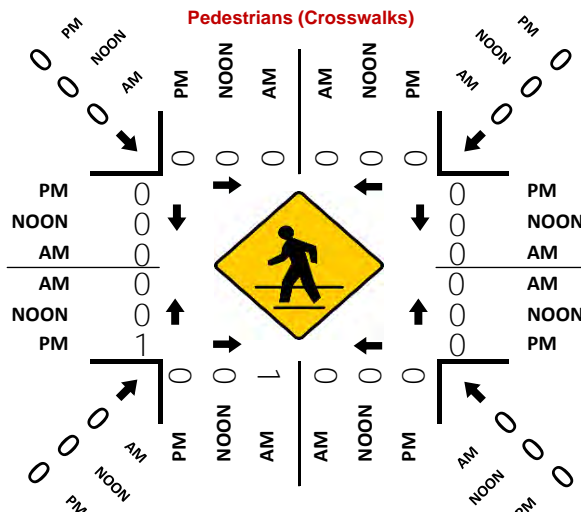 Pedestrians (Crosswalks)
0 PM
0 NOON
0 AM
PM NOON AM AM NOON PM
PM 0
NOON 0
AM 0
0 0 0 0 0 0
PM 0 0 PM
NOON 0 0 NOON
AM 0 0 AM
AM 0 0 AM
NOON 0 0 NOON
PM 1 0 PM
0 0 1 0 0 0
PM NOON AM AM NOON PM
0 AM
0 NOON
0 PM
AM 0
NOON 0
PM 0